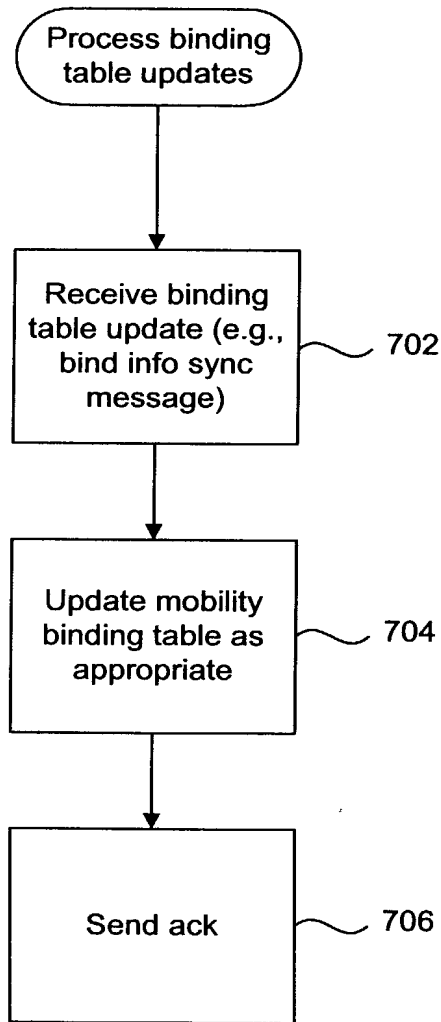 Process binding
table updates
Receive binding
table update (e.g.,
bind info sync
message)
702
Update mobility
binding table as
appropriate
704
Send ack
706